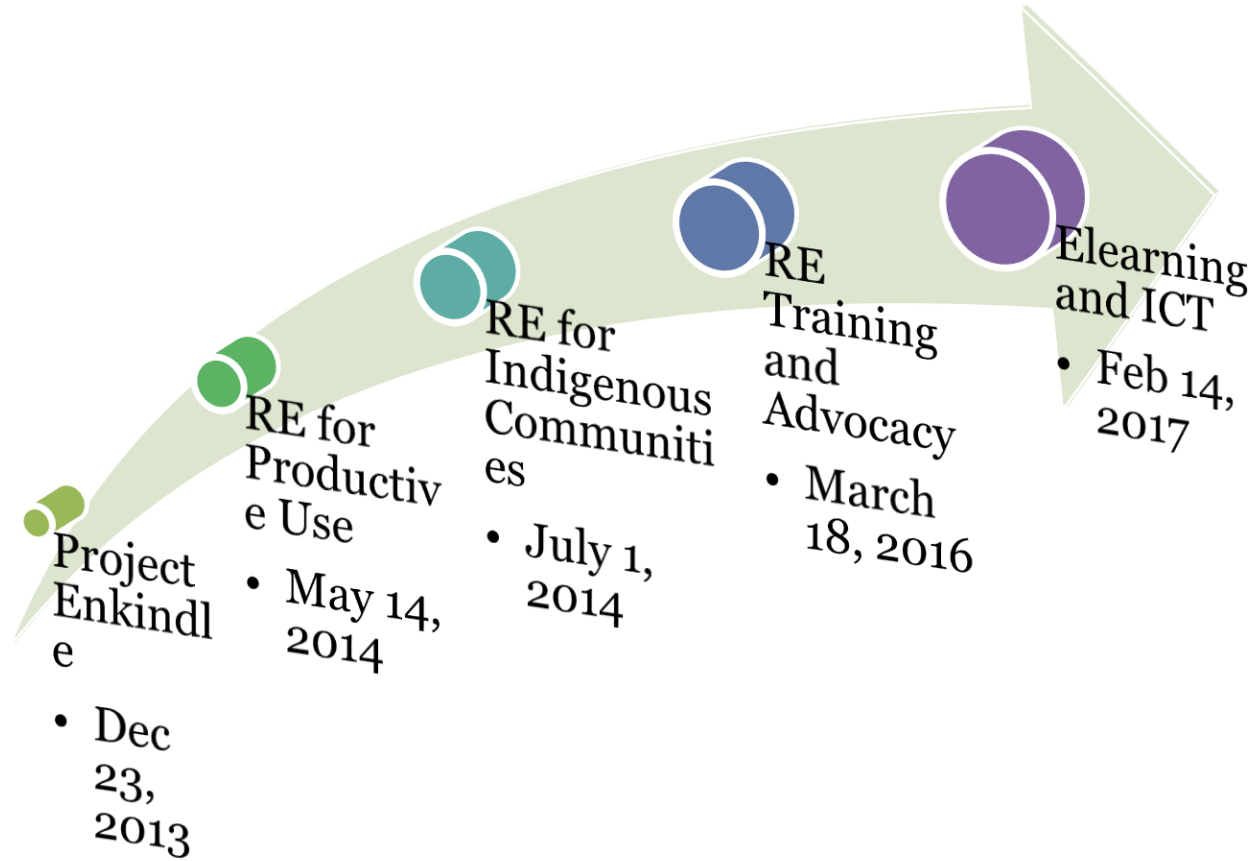 Project
Enkindl
e
• Dec
23,
2013
RE for
Productiv
e Use
• May 14,
2014
RE for
Indigenous
Communiti
es
• July 1,
2014
RE
Training
and
Advocacy
• March
18, 2016
Elearning
and ICT
• Feb 14,
2017